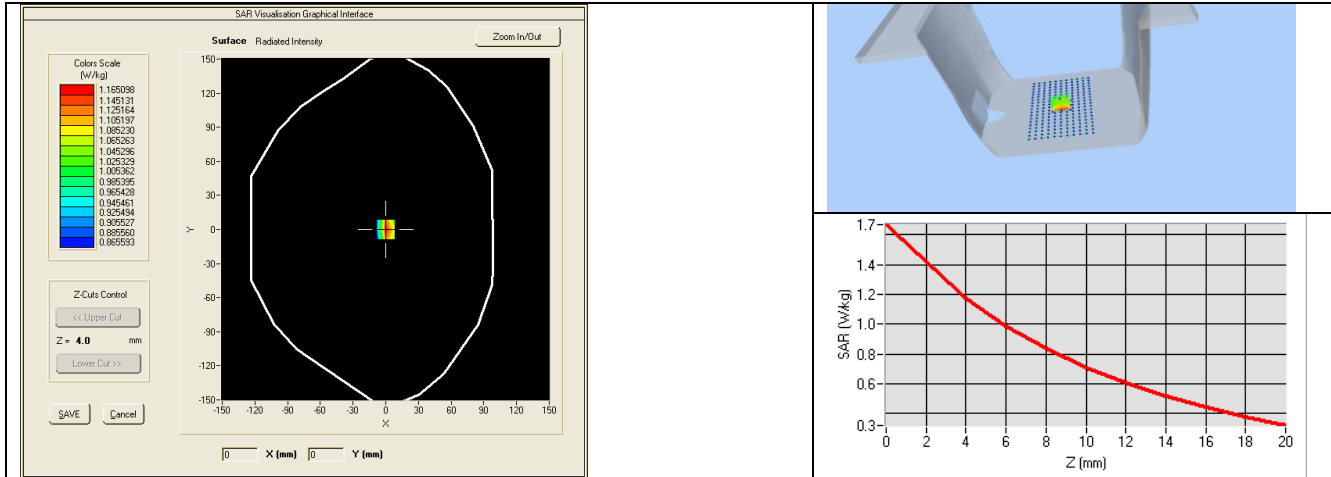 SAR Visualisation Graphical Interface
Surface Radiated Intensity
Zoom In/Out
Colors Scale
(W/kg)
1.165098
1.145131
1.125164
1.105197
1.085230
1.065263
1.045296
1.025329
1.005362
0.985395
0.965428
0.945461
0.925494
0.905527
0.885560
0.865593
Z-Cuts Control
<< Upper Cut
Z = 4.0 mm
Lower Cut >>
SAVE Cancel
150-
120-
90-
60-
30-
Y 0-
-30-
-60-
-90-
-120-
-150-
-150 -120 -90 -60 -30 0 30 60 90 120 150
X
0 X (mm) 0 Y (mm)
SAR (W/kg)
1.7-
1.4-
1.2-
1.0-
0.8-
0.6-
0.3-
0 2 4 6 8 10 12 14 16 18 20
Z (mm)